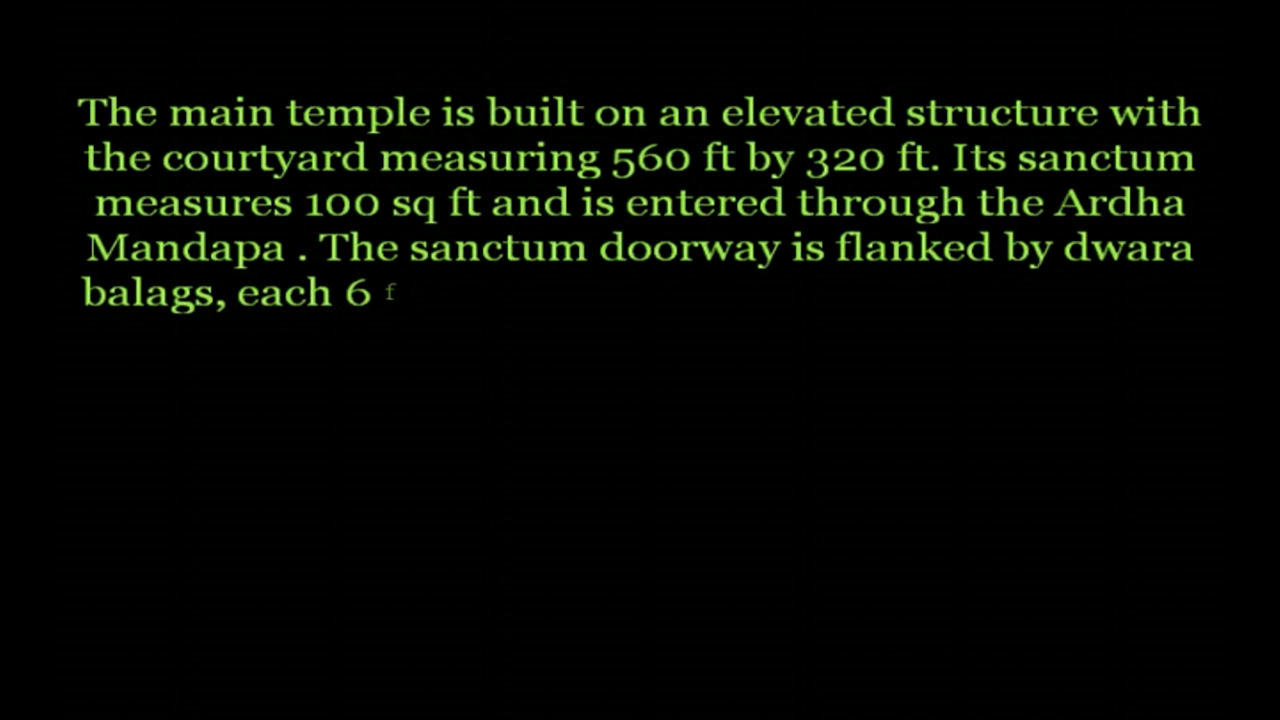 The main temple is built on an elevated structure with
the courtyard measuring 560 ft by 320 ft. Its sanctum
measures 100 sq ft and is entered through the Ardha
Mandapa . The sanctum doorway is flanked by dwara
balags, each 6 f